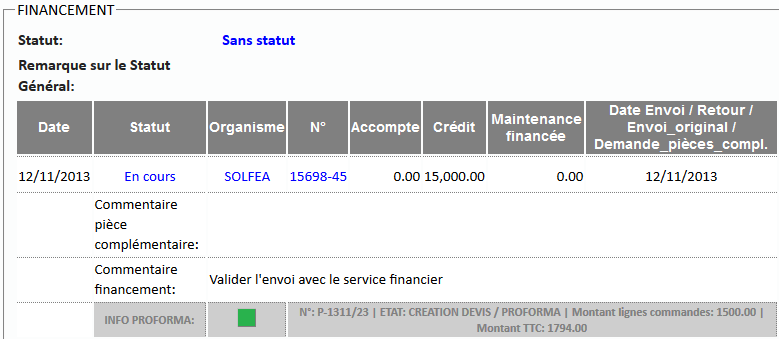 FINANCEMENT
Statut: Sans statut
Remarque sur le Statut
Général:
Date Statut Organisme N° Accompte Crédit Maintenance financée Date Envoi / Retour / Envoi_original / Demande_pièces_compl.
12/11/2013 En cours SOLFEA 15698-45 0.00 15,000.00 0.00 12/11/2013
Commentaire
pièce
complémentaire:
Commentaire
financement: Valider l'envoi avec le service financier
INFO PROFORMA: N°: P-1311/23 | ETAT: CREATION DEVIS / PROFORMA | Montant lignes commandes: 1500.00 |
Montant TTC: 1794.00